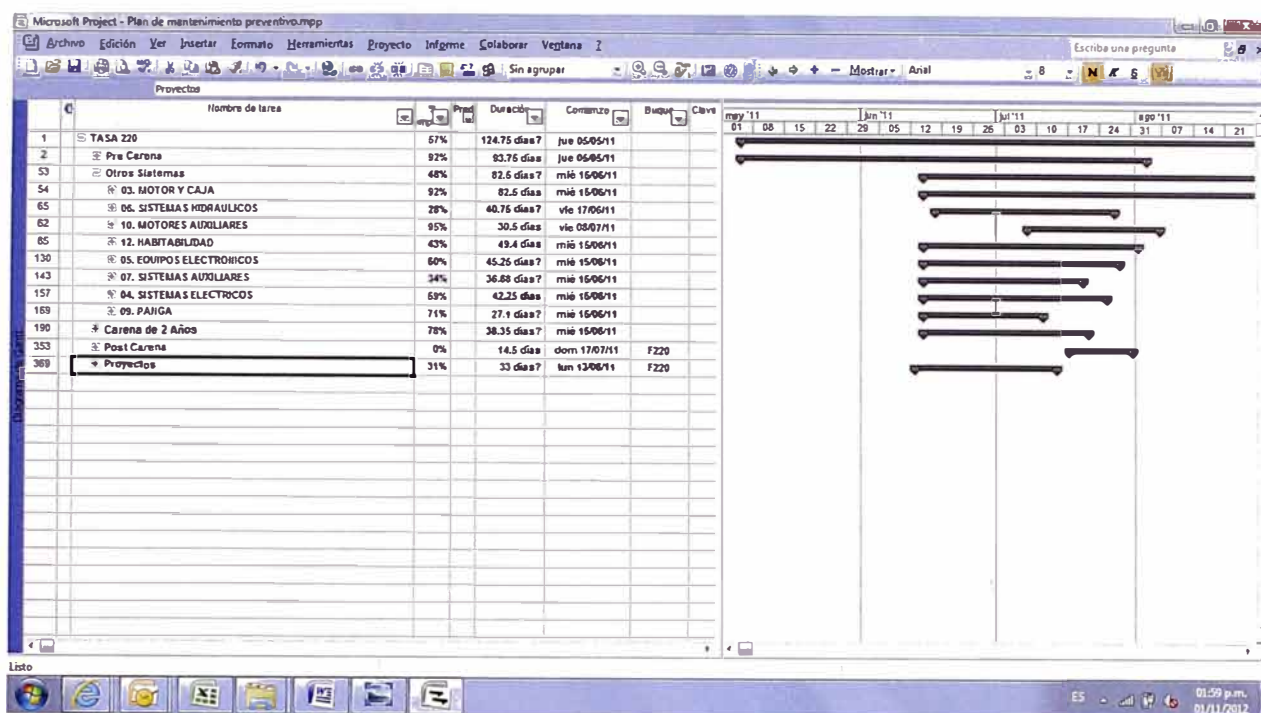 Microsoft Project - Plan de mantenimiento preventivo.mpp
Archivo Edición Ver Insertar Formato Herramientas Proyecto Informe Colaborar Ventana ?
Escriba una pregunta
Sin agrupar Mostrar Arial 8 N K S
Proyectos
Nombre de tarea Pred Duración Comienzo Buque Clave
may '11 jun '11 jul '11 ago '11
01 08 15 22 29 05 12 19 26 03 10 17 24 31 07 14 21
1 TASA 220 57% 124.75 días? jue 05/05/11
2 Pre Carena 92% 93.75 días jue 05/05/11
53 Otros Sistemas 48% 82.5 días? mié 15/06/11
54 03. MOTOR Y CAJA 92% 82.5 días mié 15/06/11
65 06. SISTEMAS HIDRAULICOS 28% 40.75 días? vie 17/06/11
62 10. MOTORES AUXILIARES 95% 30.5 días vie 08/07/11
85 12. HABITABILIDAD 43% 49.4 días mié 15/06/11
130 05. EQUIPOS ELECTRONICOS 60% 45.25 días? mié 15/06/11
143 07. SISTEMAS AUXILIARES 34% 36.88 días? mié 15/06/11
157 04. SISTEMAS ELECTRICOS 69% 42.25 días mié 15/06/11
169 09. PANGA 71% 27.1 días? mié 15/06/11
190 Carena de 2 Años 78% 38.35 días? mié 15/06/11
353 Post Carena 0% 14.5 días dom 17/07/11 F220
369 Proyectos 31% 33 días? lun 13/06/11 F220
Diagrama de Gantt
Listo
ES 01:59 p.m.
01/11/2012